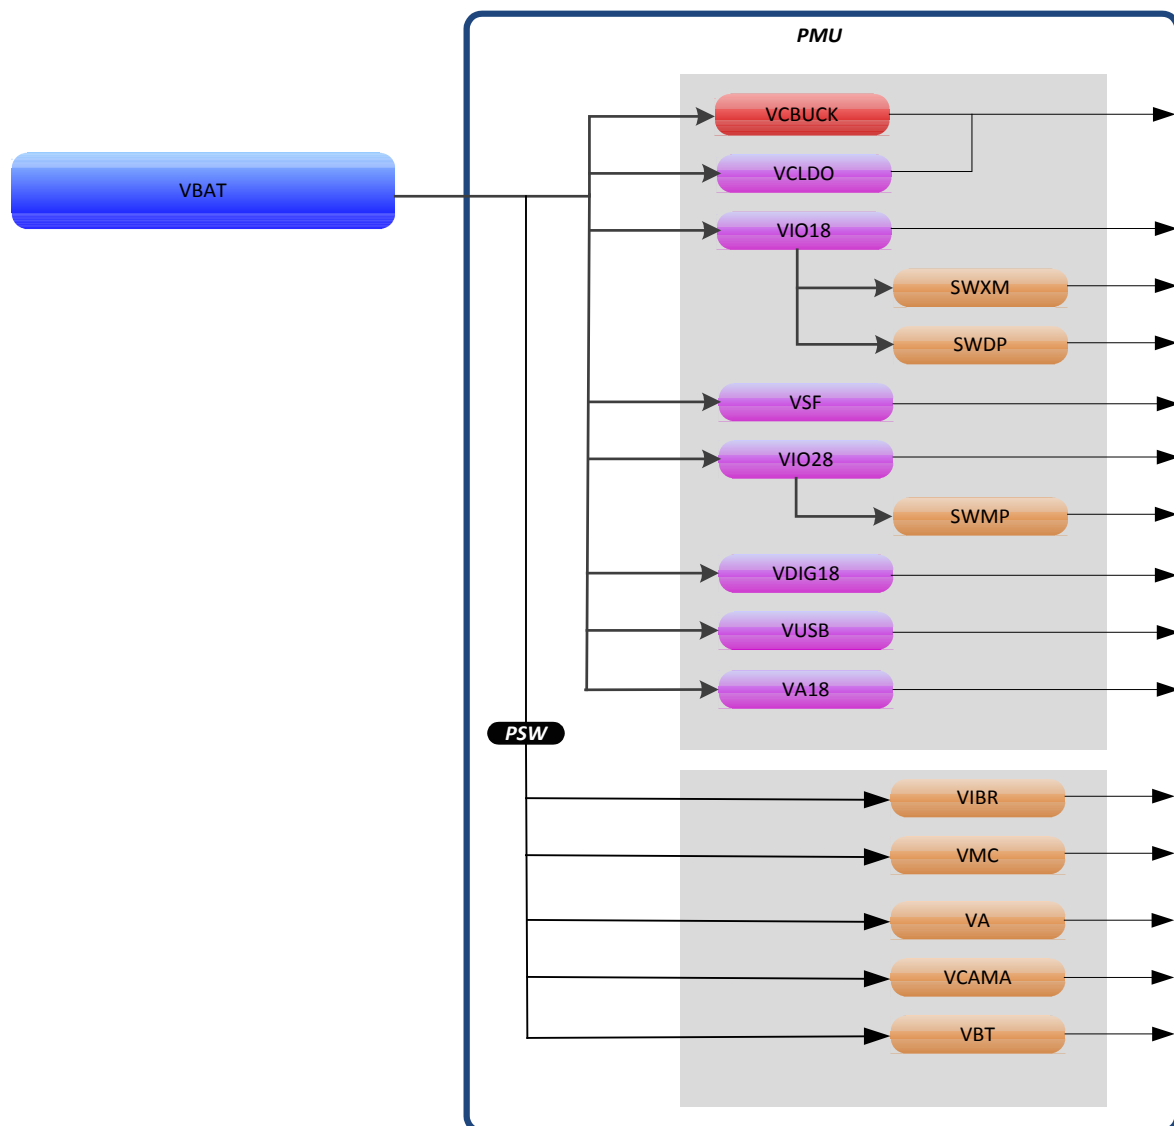 PMU
VCBUCK
VBAT
VCLDO
VIO18
SWXM
SWDP
VSF
VIO28
SWMP
VDIG18
VUSB
VA18
PSW
VIBR
VMC
VA
VCAMA
VBT